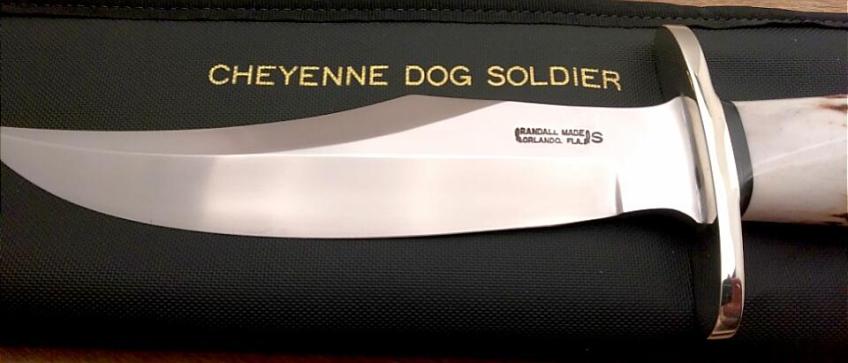 CHEYENNE DOG SOLDIER
RANDALL MADE
ORLANDO, FLA. S